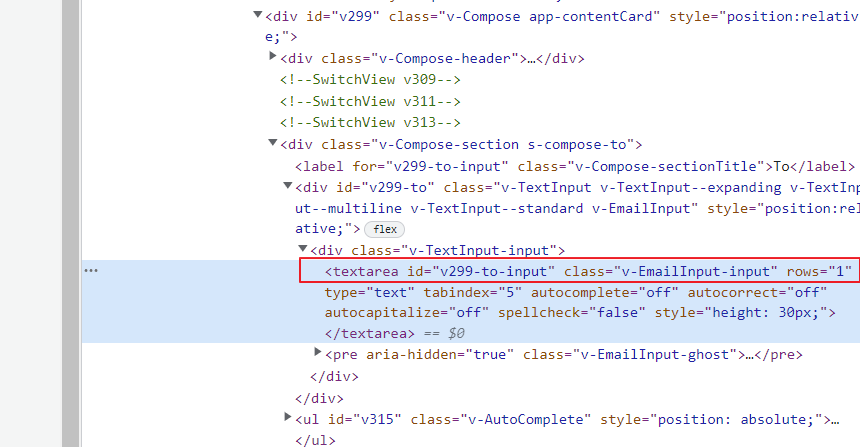 <div id="v299" class="v-Compose app-contentCard" style="position:relativ
e;">
<div class="v-Compose-header">…</div>
<!--SwitchView v309-->
<!--SwitchView v311-->
<!--SwitchView v313-->
<div class="v-Compose-section s-compose-to">
<label for="v299-to-input" class="v-Compose-sectionTitle">To</label>
<div id="v299-to" class="v-TextInput v-TextInput--expanding v-TextInp
ut--multiline v-TextInput--standard v-EmailInput" style="position:rel
ative;"> flex
<div class="v-TextInput-input">
… <textarea id="v299-to-input" class="v-EmailInput-input" rows="1"
type="text" tabindex="5" autocomplete="off" autocorrect="off"
autocapitalize="off" spellcheck="false" style="height: 30px;">
</textarea> == $0
<pre aria-hidden="true" class="v-EmailInput-ghost">…</pre>
</div>
</div>
<ul id="v315" class="v-AutoComplete" style="position: absolute;">…
</ul>